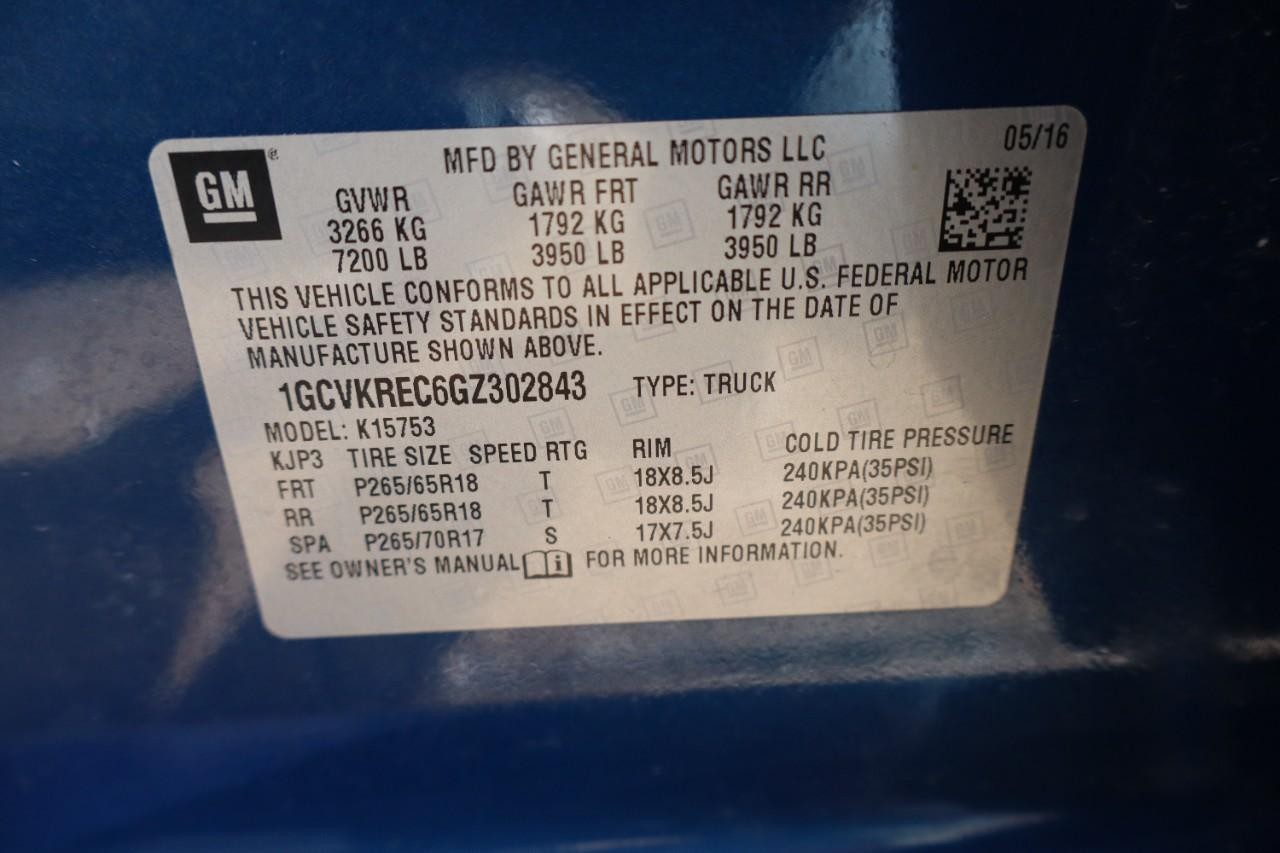 05/16
GM
MFD BY GENERAL MOTORS LLC
GVWR GAWR FRT GAWR RR
3266 KG 1792 KG 1792 KG
7200 LB 3950 LB 3950 LB
THIS VEHICLE CONFORMS TO ALL APPLICABLE U.S. FEDERAL MOTOR
VEHICLE SAFETY STANDARDS IN EFFECT ON THE DATE OF
MANUFACTURE SHOWN ABOVE.
1GCVKREC6GZ302843 TYPE: TRUCK
MODEL: K15753
KJP3 TIRE SIZE SPEED RTG RIM COLD TIRE PRESSURE
FRT P265/65R18 T 18X8.5J 240KPA(35PSI)
RR P265/65R18 T 18X8.5J 240KPA(35PSI)
SPA P265/70R17 S 17X7.5J 240KPA(35PSI)
SEE OWNER'S MANUAL i FOR MORE INFORMATION.